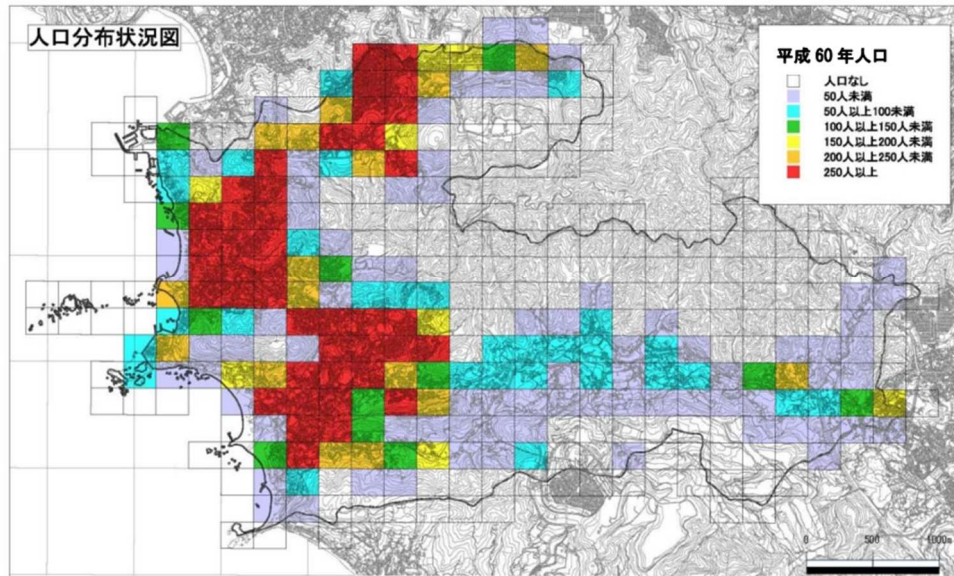 人口分布状況図
平成 60 年人口
人口なし
50人未満
50人以上100未満
100人以上150人未満
150人以上200人未満
200人以上250人未満
250人以上
0 500 1000m